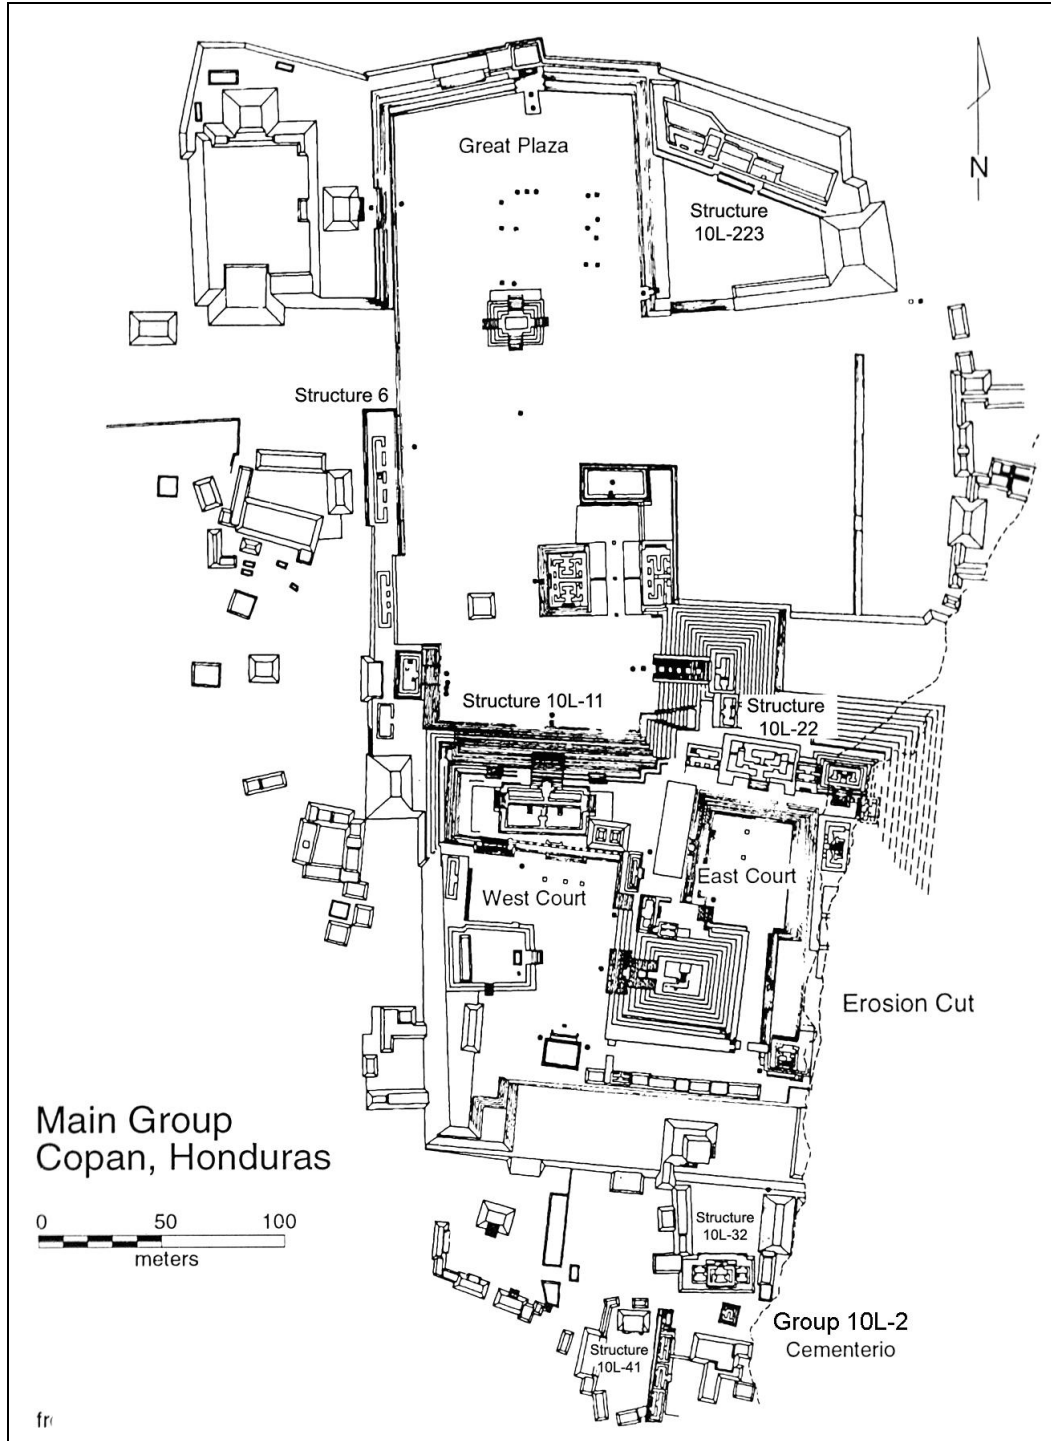 Great Plaza
N
Structure
10L-223
Structure 6
Structure 10L-11
Structure
10L-22
East Court
West Court
Erosion Cut
Main Group
Copan, Honduras
0 50 100
meters
Structure
10L-32
Group 10L-2
Cementerio
Structure
10L-41